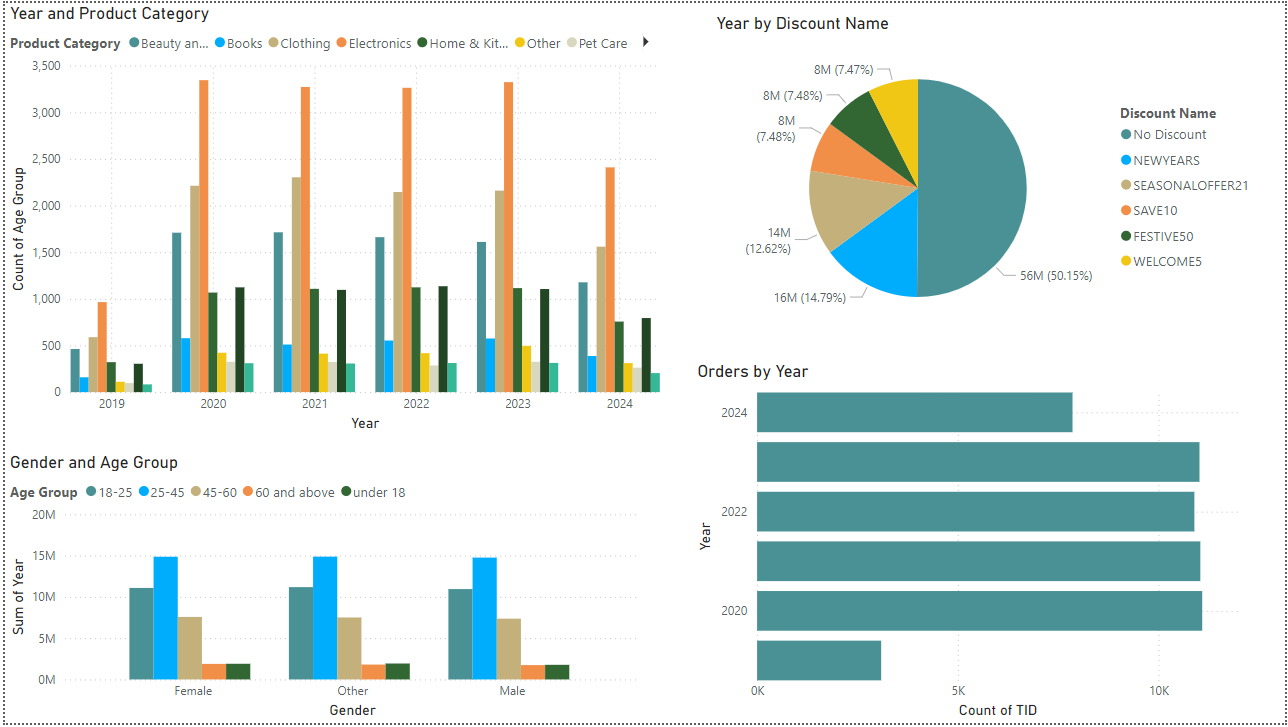 Year and Product Category
Product Category Beauty an... Books Clothing Electronics Home & Kit... Other Pet Care
3,500
3,000
2,500
2,000
1,500
1,000
500
0
Count of Age Group
2019 2020 2021 2022 2023 2024
Year
Year by Discount Name
8M (7.47%)
8M (7.48%)
8M
(7.48%)
14M
(12.62%)
16M (14.79%)
56M (50.15%)
Discount Name
No Discount
NEWYEARS
SEASONALOFFER21
SAVE10
FESTIVE50
WELCOME5
Gender and Age Group
Age Group 18-25 25-45 45-60 60 and above under 18
20M
15M
10M
5M
0M
Sum of Year
Female Other Male
Gender
Orders by Year
2024
2022
2020
Year
0K 5K 10K
Count of TID